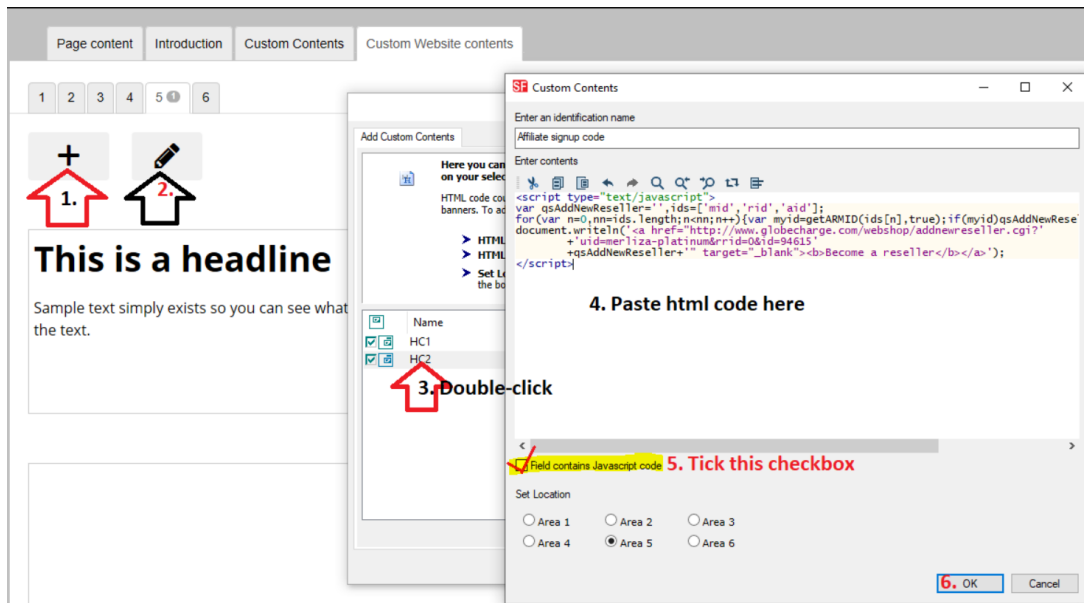 Page content
Introduction
Custom Contents
Custom Website contents
1
2
3
4
5 1
6
1.
2.
This is a headline
Sample text simply exists so you can see what
the text.
Add Custom Contents
Here you can
on your selec
HTML code cou
banners. To ad
HTML
HTML
Set Lo
the bo
Name
HC1
HC2
3. Double-click
SF Custom Contents
Enter an identification name
Affiliate signup code
Enter contents
<script type="text/javascript">
var qsAddNewReseller='',ids=['mid','rid','aid'];
for(var n=0,nn=ids.length;n<nn;n++){var myid=getARMID(ids[n],true);if(myid)qsAddNewRese
document.writeln('<a href="http://www.globecharge.com/webshop/addnewreseller.cgi?'
+'uid=merliza-platinum&rrid=0&id=94615'
+qsAddNewReseller+'" target="_blank"><b>Become a reseller</b></a>');
</script>
4. Paste html code here
Field contains Javascript code
5. Tick this checkbox
Set Location
Area 1
Area 2
Area 3
Area 4
Area 5
Area 6
6. OK
Cancel